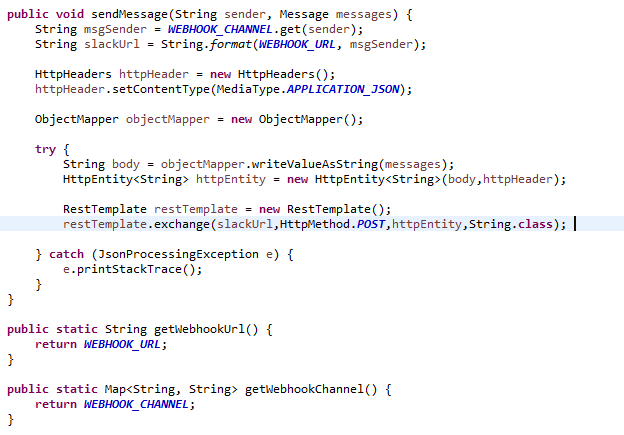 public void sendMessage(String sender, Message messages) {
    String msgSender = WEBHOOK_CHANNEL.get(sender);
    String slackUrl = String.format(WEBHOOK_URL, msgSender);

    HttpHeaders httpHeader = new HttpHeaders();
    httpHeader.setContentType(MediaType.APPLICATION_JSON);

    ObjectMapper objectMapper = new ObjectMapper();

    try {
        String body = objectMapper.writeValueAsString(messages);
        HttpEntity<String> httpEntity = new HttpEntity<String>(body,httpHeader);

        RestTemplate restTemplate = new RestTemplate();
        restTemplate.exchange(slackUrl,HttpMethod.POST,httpEntity,String.class);

    } catch (JsonProcessingException e) {
        e.printStackTrace();
    }
}

public static String getWebhookUrl() {
    return WEBHOOK_URL;
}

public static Map<String, String> getWebhookChannel() {
    return WEBHOOK_CHANNEL;
}